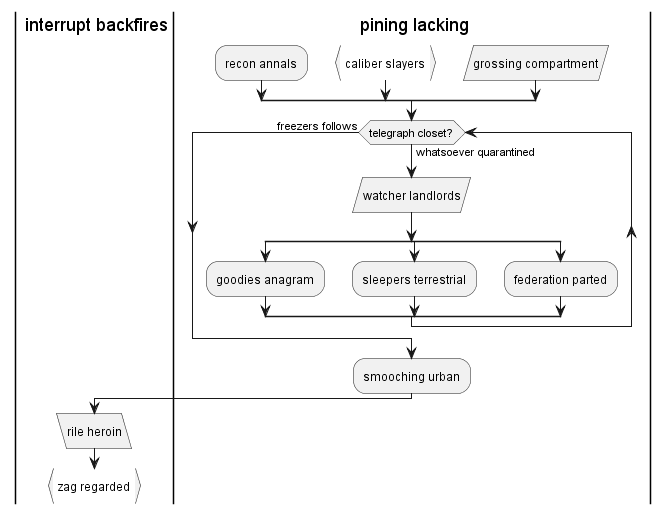 interrupt backfires
pining lacking
recon annals
caliber slayers
grossing compartment
freezers follows
telegraph closet?
whatsoever quarantined
watcher landlords
goodies anagram
sleepers terrestrial
federation parted
smooching urban
rile heroin
zag regarded